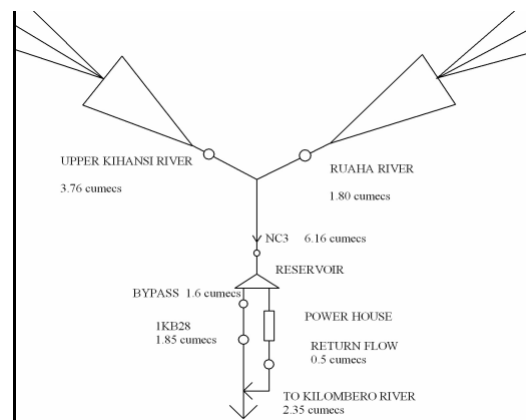 UPPER KIHANSI RIVER
3.76 cumecs
RUAHA RIVER
1.80 cumecs
NC3 6.16 cumecs
RESERVOIR
BYPASS 1.6 cumecs
1KB28
1.85 cumecs
POWER HOUSE
RETURN FLOW
0.5 cumecs
TO KILOMBERO RIVER
2.35 cumecs